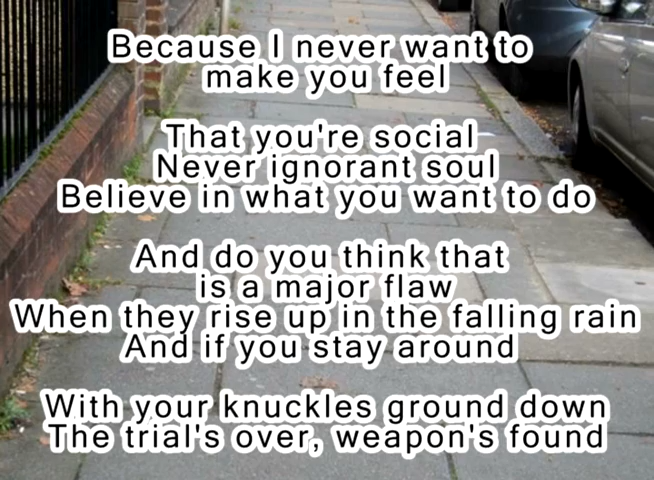 Because I never want to
make you feel
That you're social
Never ignorant soul
Believe in what you want to do
And do you think that
is a major flaw
When they rise up in the falling rain
And if you stay around
With your knuckles ground down
The trial's over, weapon's found